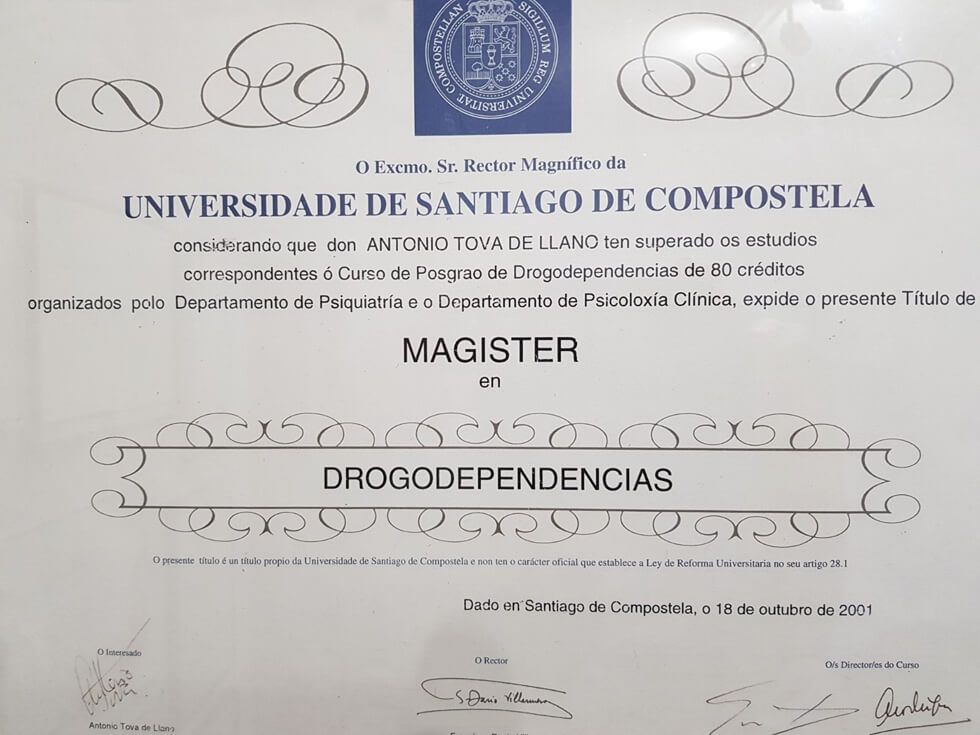 SIGILLUM REG UNIVERSITAT COMPOSTELLAN
O Excmo. Sr. Rector Magnífico da
UNIVERSIDADE DE SANTIAGO DE COMPOSTELA
considerando que don ANTONIO TOVA DE LLANO ten superado os estudios
correspondentes ó Curso de Posgrao de Drogodependencias de 80 créditos
organizados polo Departamento de Psiquiatría e o Departamento de Psicoloxía Clínica, expide o presente Título de
MAGISTER
en
DROGODEPENDENCIAS
O presente título é un título propio da Universidade de Santiago de Compostela e non ten o carácter oficial que establece a Ley de Reforma Universitaria no seu artigo 28.1
Dado en Santiago de Compostela, o 18 de outubro de 2001
O Interesado
O Rector
O/s Director/es do Curso
Antonio Tova de Llano